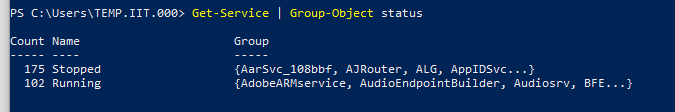 PS C:\Users\TEMP.IIT.000> Get-Service | Group-Object status
Count Name Group
----- ---- -----
175 Stopped {AarSvc_108bbf, AJRouter, ALG, AppIDSvc...}
102 Running {AdobeARMservice, AudioEndpointBuilder, Audiosrv, BFE...}